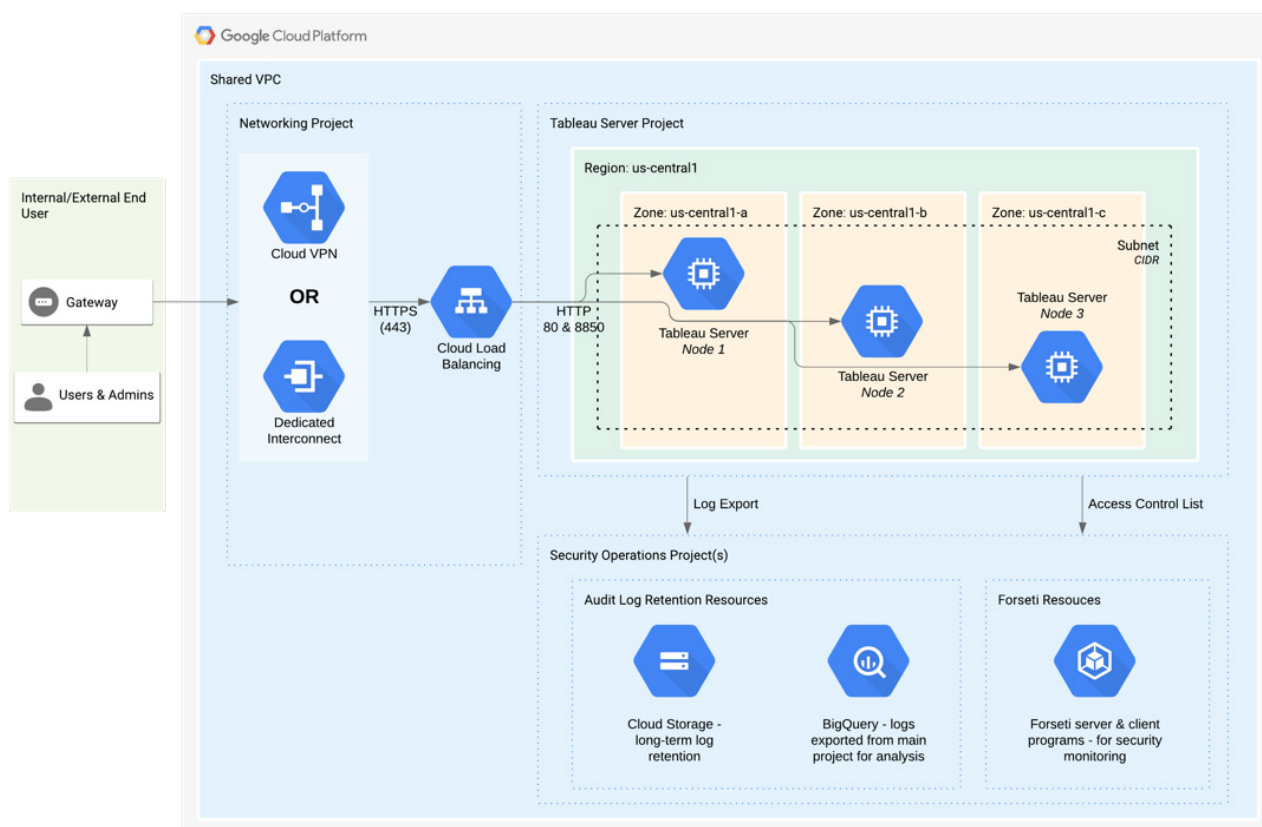 Google Cloud Platform
Shared VPC
Networking Project
Tableau Server Project
Region: us-central1
Internal/External End
User
Zone: us-central1-a
Zone: us-central1-b
Zone: us-central1-c
Subnet
CIDR
Cloud VPN
OR
Gateway
HTTPS
(443)
HTTP
80 & 8850
Cloud Load
Balancing
Tableau Server
Node 1
Tableau Server
Node 2
Tableau Server
Node 3
Users & Admins
Dedicated
Interconnect
Log Export
Access Control List
Security Operations Project(s)
Audit Log Retention Resources
Forseti Resouces
Cloud Storage -
long-term log
retention
BigQuery - logs
exported from main
project for analysis
Forseti server & client
programs - for security
monitoring